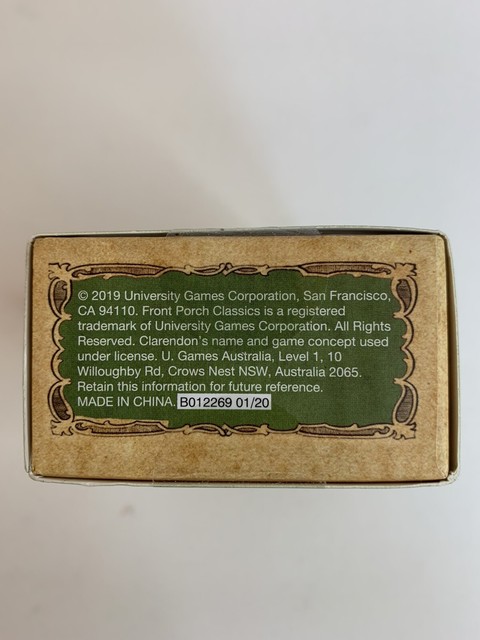 © 2019 University Games Corporation, San Francisco,
CA 94110. Front Porch Classics is a registered
trademark of University Games Corporation. All Rights
Reserved. Clarendon's name and game concept used
under license. U. Games Australia, Level 1, 10
Willoughby Rd, Crows Nest NSW, Australia 2065.
Retain this information for future reference.
MADE IN CHINA. B012269 01/20